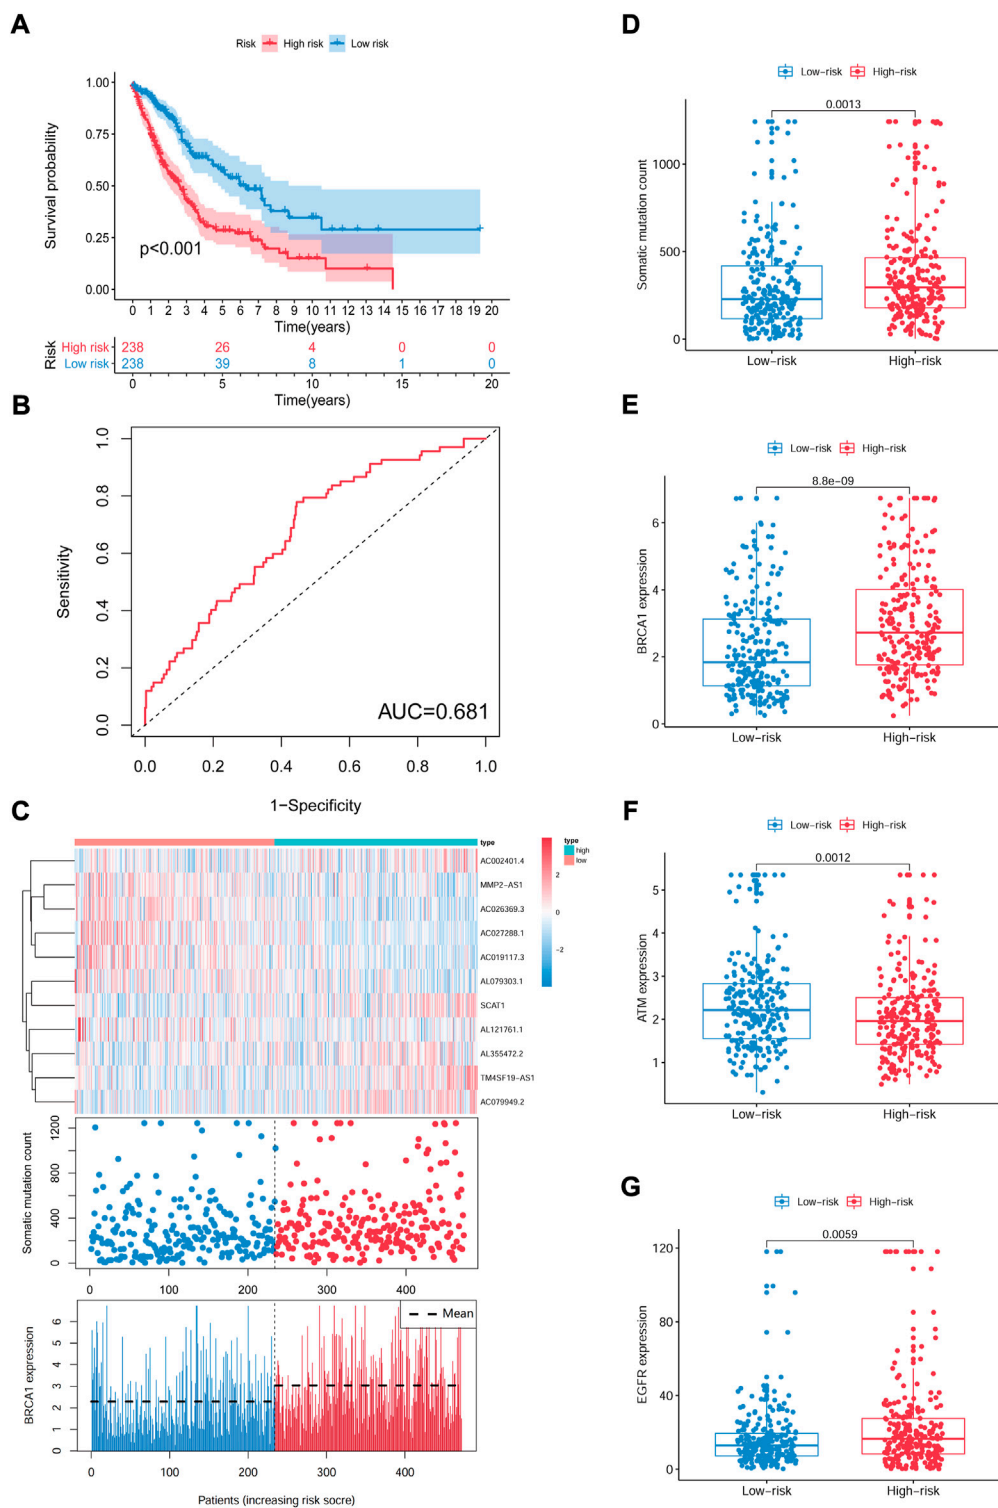 A
Risk High risk Low risk
Survival probability
1.00
0.75
0.50
0.25
0.00
p<0.001
0 1 2 3 4 5 6 7 8 9 10 11 12 13 14 15 16 17 18 19 20
Time(years)
Risk
High risk 238 26 4 0 0
Low risk 238 39 8 1 0
0 5 10 15 20
Time(years)
B
Sensitivity
1.0
0.8
0.6
0.4
0.2
0.0
AUC=0.681
0.0 0.2 0.4 0.6 0.8 1.0
1−Specificity
C
type
AC002401.4
MMP2−AS1
AC026369.3
AC027288.1
AC019117.3
AL079303.1
SCAT1
AL121761.1
AL355472.2
TM4SF19−AS1
AC079949.2
2
0
−2
type
high
low
Somatic mutation count
1200
800
400
0
0 100 200 300 400
BRCA1 expression
6
5
4
3
2
1
0
Mean
0 100 200 300 400
Patients (increasing risk socre)
D
Low−risk High−risk
0.0013
Somatic mutation count
1000
500
0
Low−risk High−risk
E
Low−risk High−risk
8.8e−09
BRCA1 expression
6
4
2
0
Low−risk High−risk
F
Low−risk High−risk
0.0012
ATM expression
5
4
3
2
1
Low−risk High−risk
G
Low−risk High−risk
0.0059
EGFR expression
120
80
40
0
Low−risk High−risk